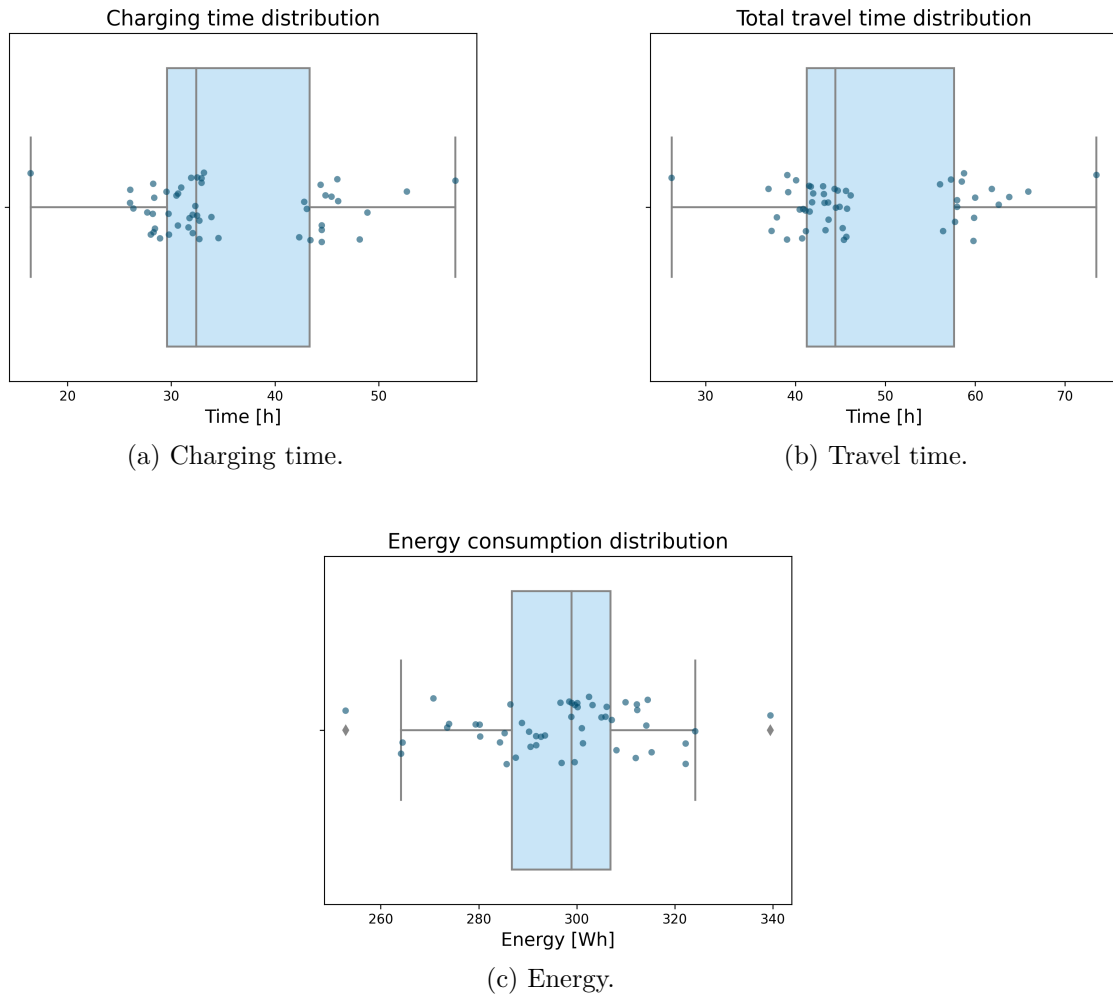 Charging time distribution
20 30 40 50
Time [h]
(a) Charging time.
Total travel time distribution
30 40 50 60 70
Time [h]
(b) Travel time.
Energy consumption distribution
260 280 300 320 340
Energy [Wh]
(c) Energy.